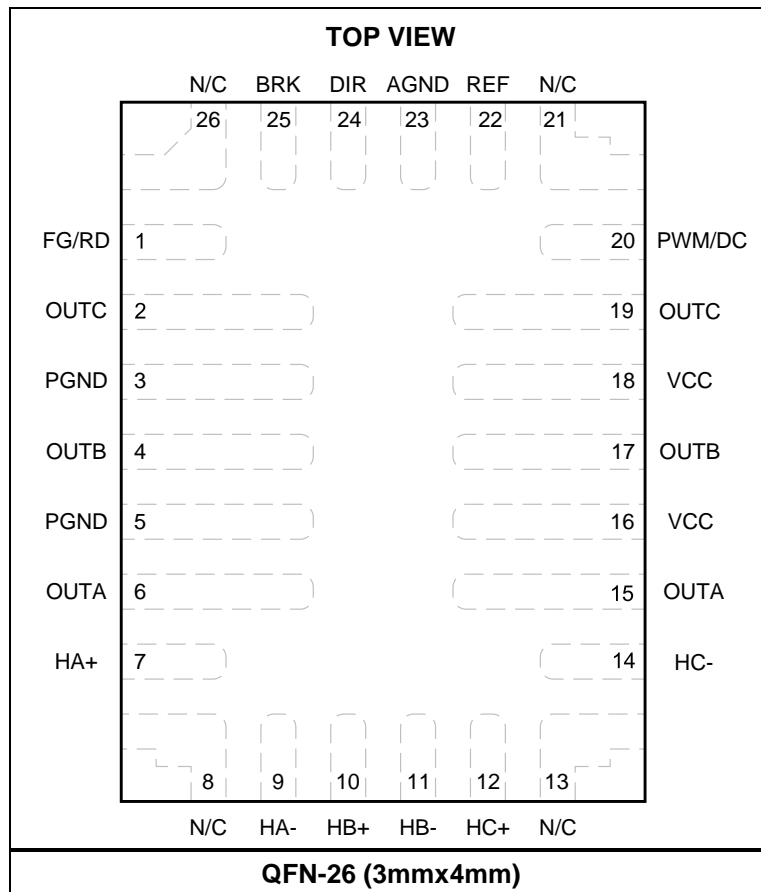 TOP VIEW
N/C BRK DIR AGND REF N/C
26 25 24 23 22 21
FG/RD 1 20 PWM/DC
OUTC 2 19 OUTC
PGND 3 18 VCC
OUTB 4 17 OUTB
PGND 5 16 VCC
OUTA 6 15 OUTA
HA+ 7 14 HC-
8 9 10 11 12 13
N/C HA- HB+ HB- HC+ N/C
QFN-26 (3mmx4mm)